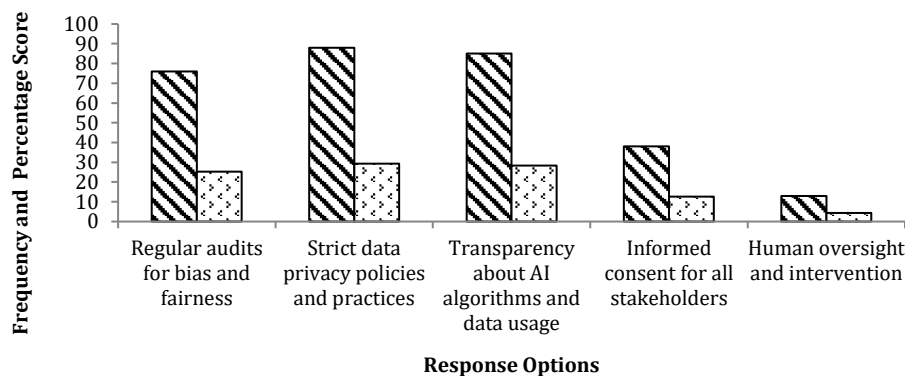 Frequency and Percentage Score
100
90
80
70
60
50
40
30
20
10
0
Regular audits
for bias and
fairness
Strict data
privacy policies
and practices
Transparency
about AI
algorithms and
data usage
Informed
consent for all
stakeholders
Human oversight
and intervention
Response Options